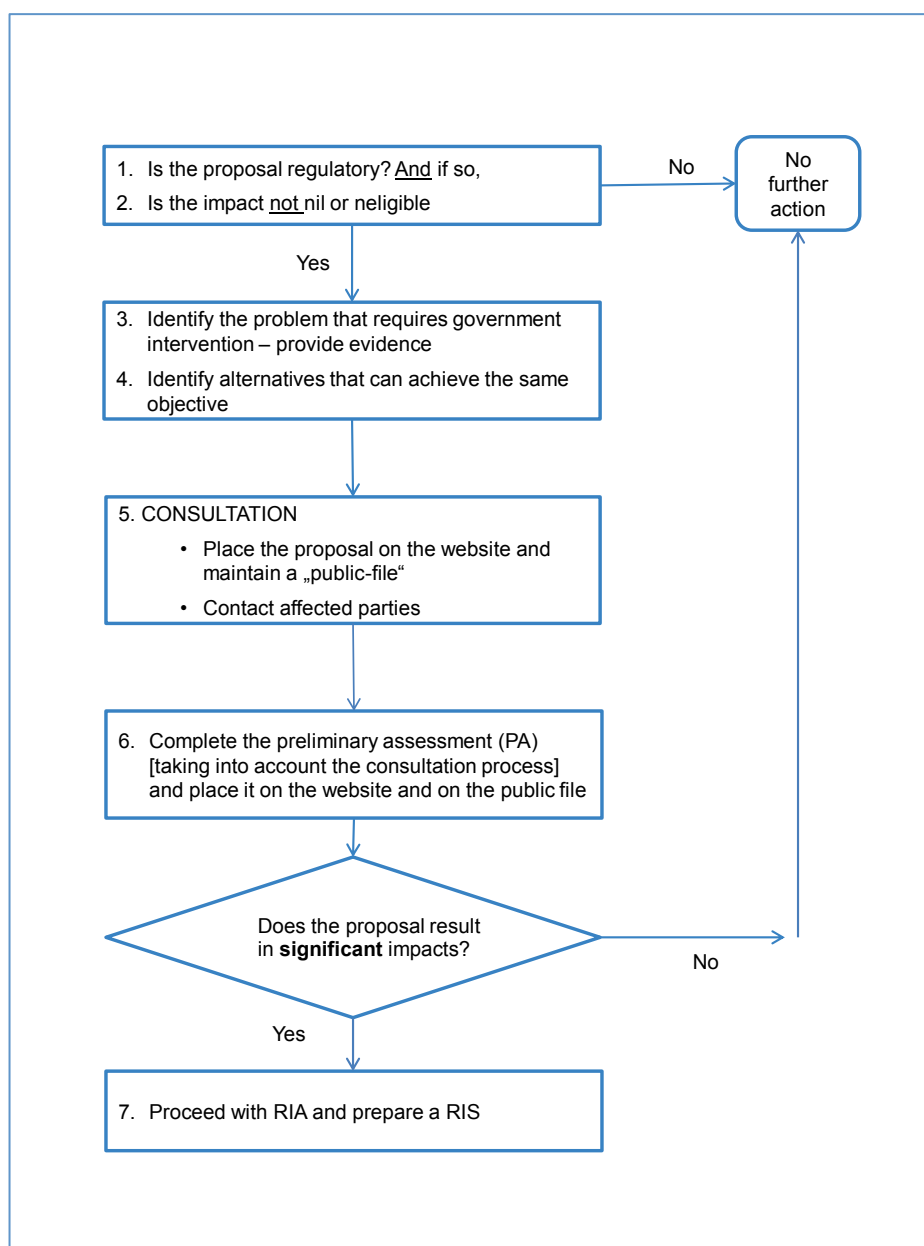 1. Is the proposal regulatory? And if so,
2. Is the impact not nil or neligible
No
No
further
action
Yes
3. Identify the problem that requires government
intervention – provide evidence
4. Identify alternatives that can achieve the same
objective
5. CONSULTATION
• Place the proposal on the website and
maintain a „public-file“
• Contact affected parties
6. Complete the preliminary assessment (PA)
[taking into account the consultation process]
and place it on the website and on the public file
Does the proposal result
in significant impacts?
No
Yes
7. Proceed with RIA and prepare a RIS